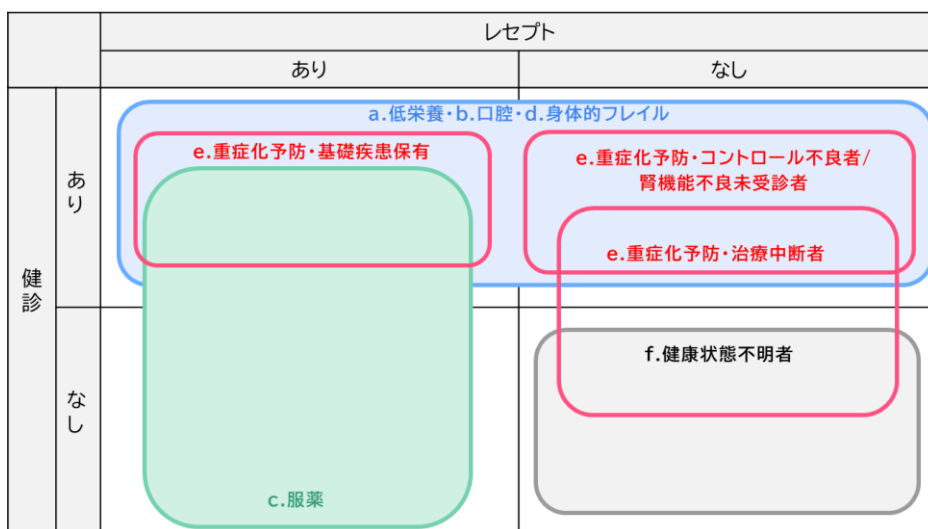 レセプト
あり
なし
健診
あり
なし
a.低栄養・b.口腔・d.身体的フレイル
e.重症化予防・基礎疾患保有
e.重症化予防・コントロール不良者/
腎機能不良未受診者
e.重症化予防・治療中断者
f.健康状態不明者
c.服薬